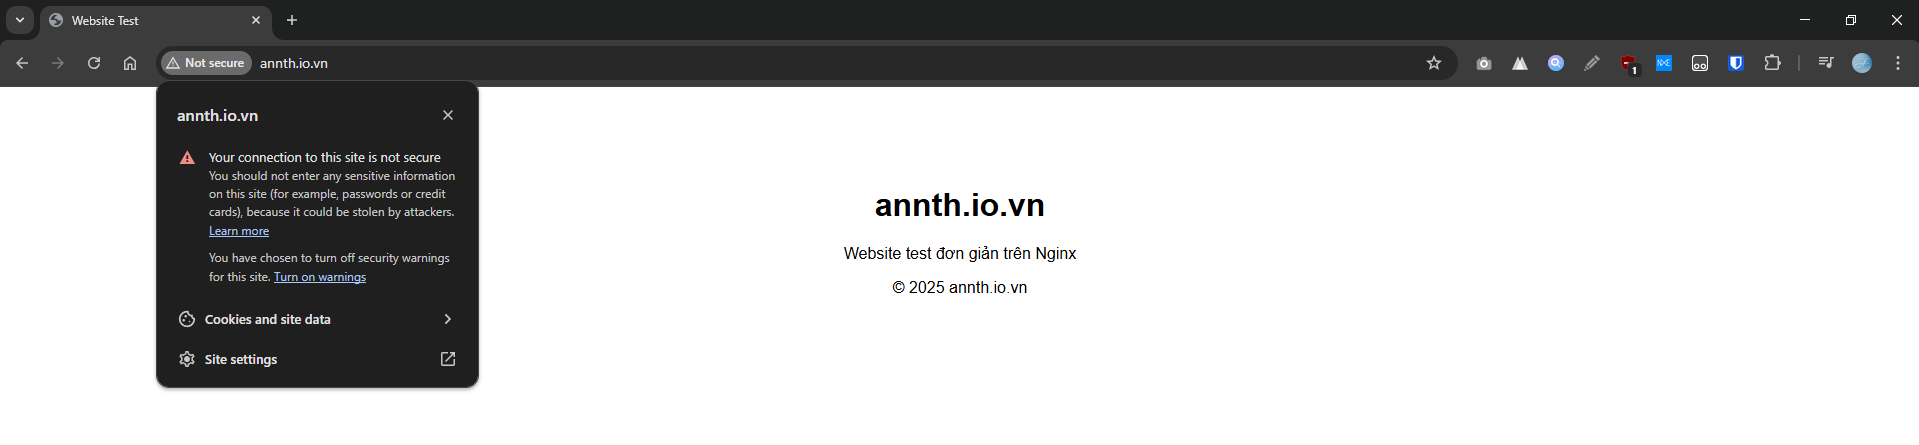 Website Test
Not secure
annth.io.vn
annth.io.vn
Your connection to this site is not secure
You should not enter any sensitive information
on this site (for example, passwords or credit
cards), because it could be stolen by attackers.
Learn more
You have chosen to turn off security warnings
for this site. Turn on warnings
Cookies and site data
Site settings
annth.io.vn
Website test đơn giản trên Nginx
© 2025 annth.io.vn
1
NXE